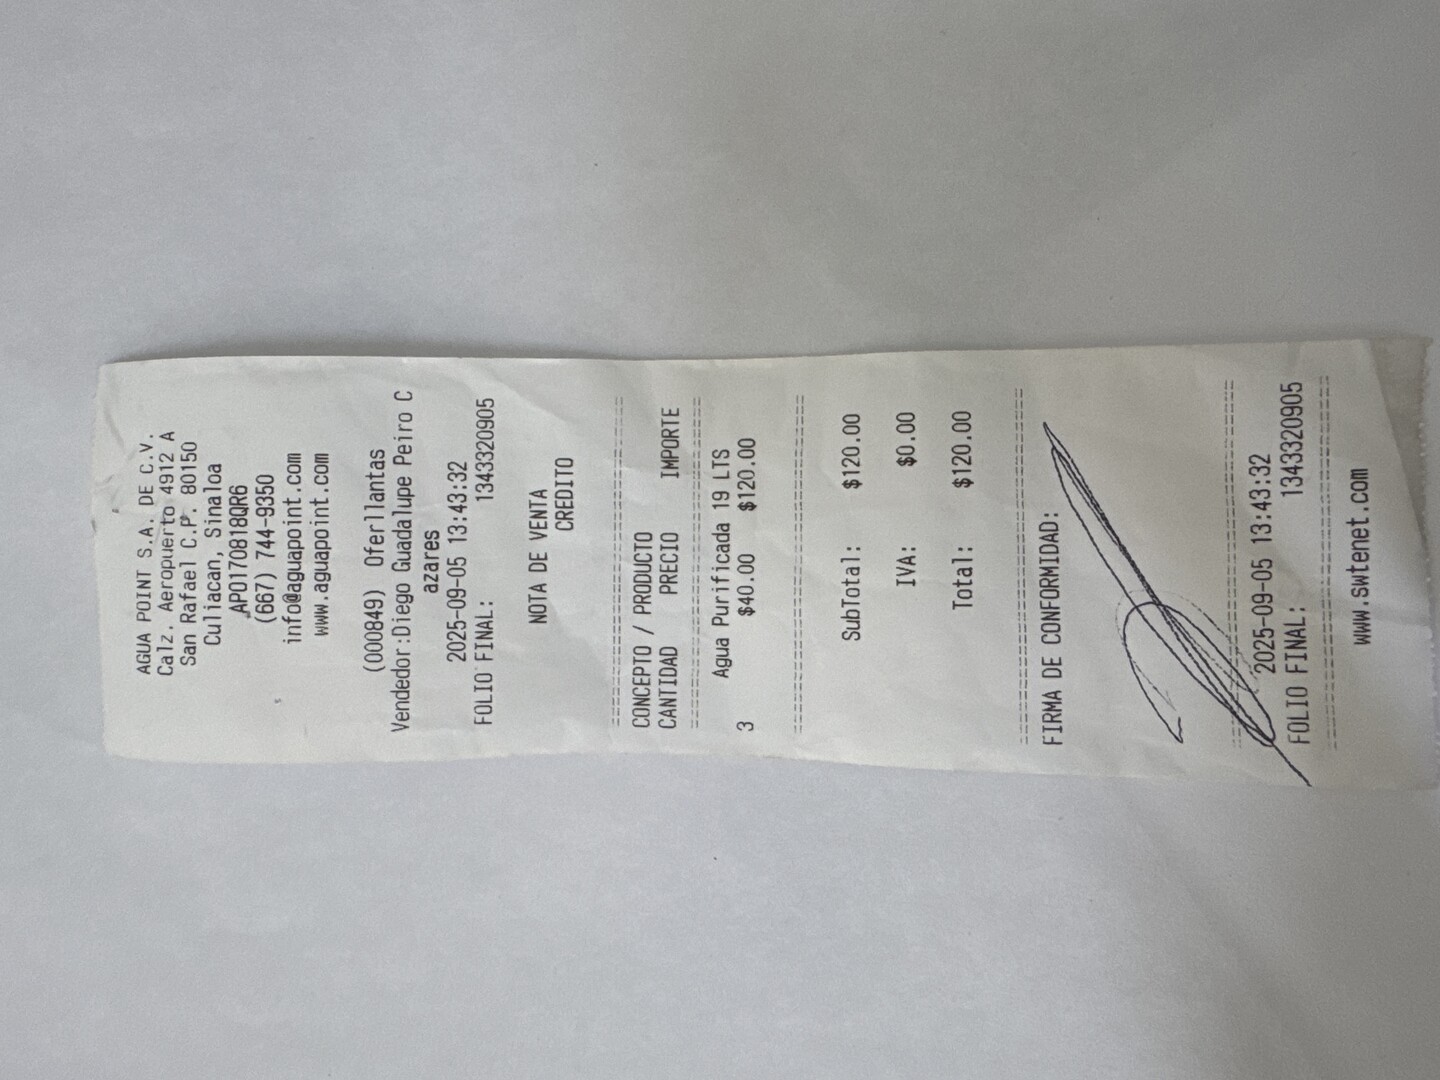 AGUA POINT S.A. DE C.V.
Calz. Aeropuerto 4912 A
San Rafael C.P. 80150
Culiacan, Sinaloa
APO170818QR6
(667) 744-9350
info@aguapoint.com
www.aguapoint.com
(000849) Oferllantas
Vendedor:Diego Guadalupe Peiro C
azares
2025-09-05 13:43:32
FOLIO FINAL: 1343320905
NOTA DE VENTA
CREDITO
================================
CONCEPTO / PRODUCTO
CANTIDAD PRECIO IMPORTE
================================
Agua Purificada 19 LTS
3 $40.00 $120.00
================================
SubTotal: $120.00
IVA: $0.00
Total: $120.00
================================
FIRMA DE CONFORMIDAD:
================================
2025-09-05 13:43:32
FOLIO FINAL: 1343320905
================================
www.swtenet.com